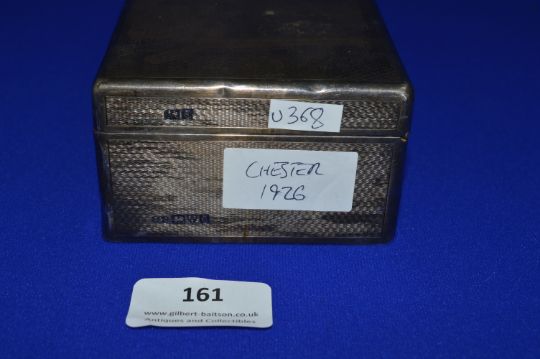 U368
CHESTER
1926
161
www.gilbert-baitson.co.uk
Antiques and Collectibles